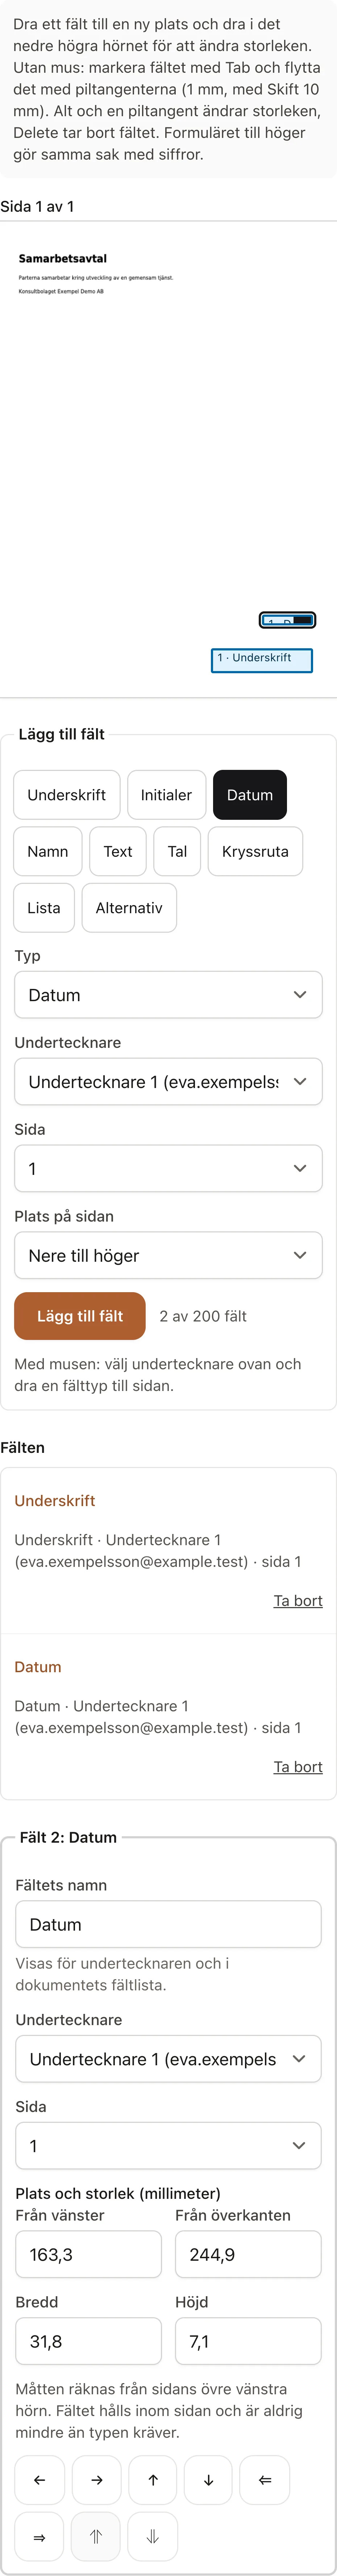 Dra ett fält till en ny plats och dra i det
nedre högra hörnet för att ändra storleken.
Utan mus: markera fältet med Tab och flytta
det med piltangenterna (1 mm, med Skift 10
mm). Alt och en piltangent ändrar storleken,
Delete tar bort fältet. Formuläret till höger
gör samma sak med siffror.
Sida 1 av 1
Samarbetsavtal
Parterna samarbetar kring utveckling av en gemensam tjänst.
Konsultbolaget Exempel Demo AB
1 · Underskrift
Lägg till fält
Underskrift Initialer Datum
Namn Text Tal Kryssruta
Lista Alternativ
Typ
Datum
Undertecknare
Undertecknare 1 (eva.exempels
Sida
1
Plats på sidan
Nere till höger
Lägg till fält 2 av 200 fält
Med musen: välj undertecknare ovan och
dra en fälttyp till sidan.
Fälten
Underskrift
Underskrift · Undertecknare 1
(eva.exempelsson@example.test) · sida 1
Ta bort
Datum
Datum · Undertecknare 1
(eva.exempelsson@example.test) · sida 1
Ta bort
Fält 2: Datum
Fältets namn
Datum
Visas för undertecknaren och i
dokumentets fältlista.
Undertecknare
Undertecknare 1 (eva.exempels
Sida
1
Plats och storlek (millimeter)
Från vänster Från överkanten
163,3 244,9
Bredd Höjd
31,8 7,1
Måtten räknas från sidans övre vänstra
hörn. Fältet hålls inom sidan och är aldrig
mindre än typen kräver.
← → ↑ ↓ ⇐
⇒ ⇑ ⇓